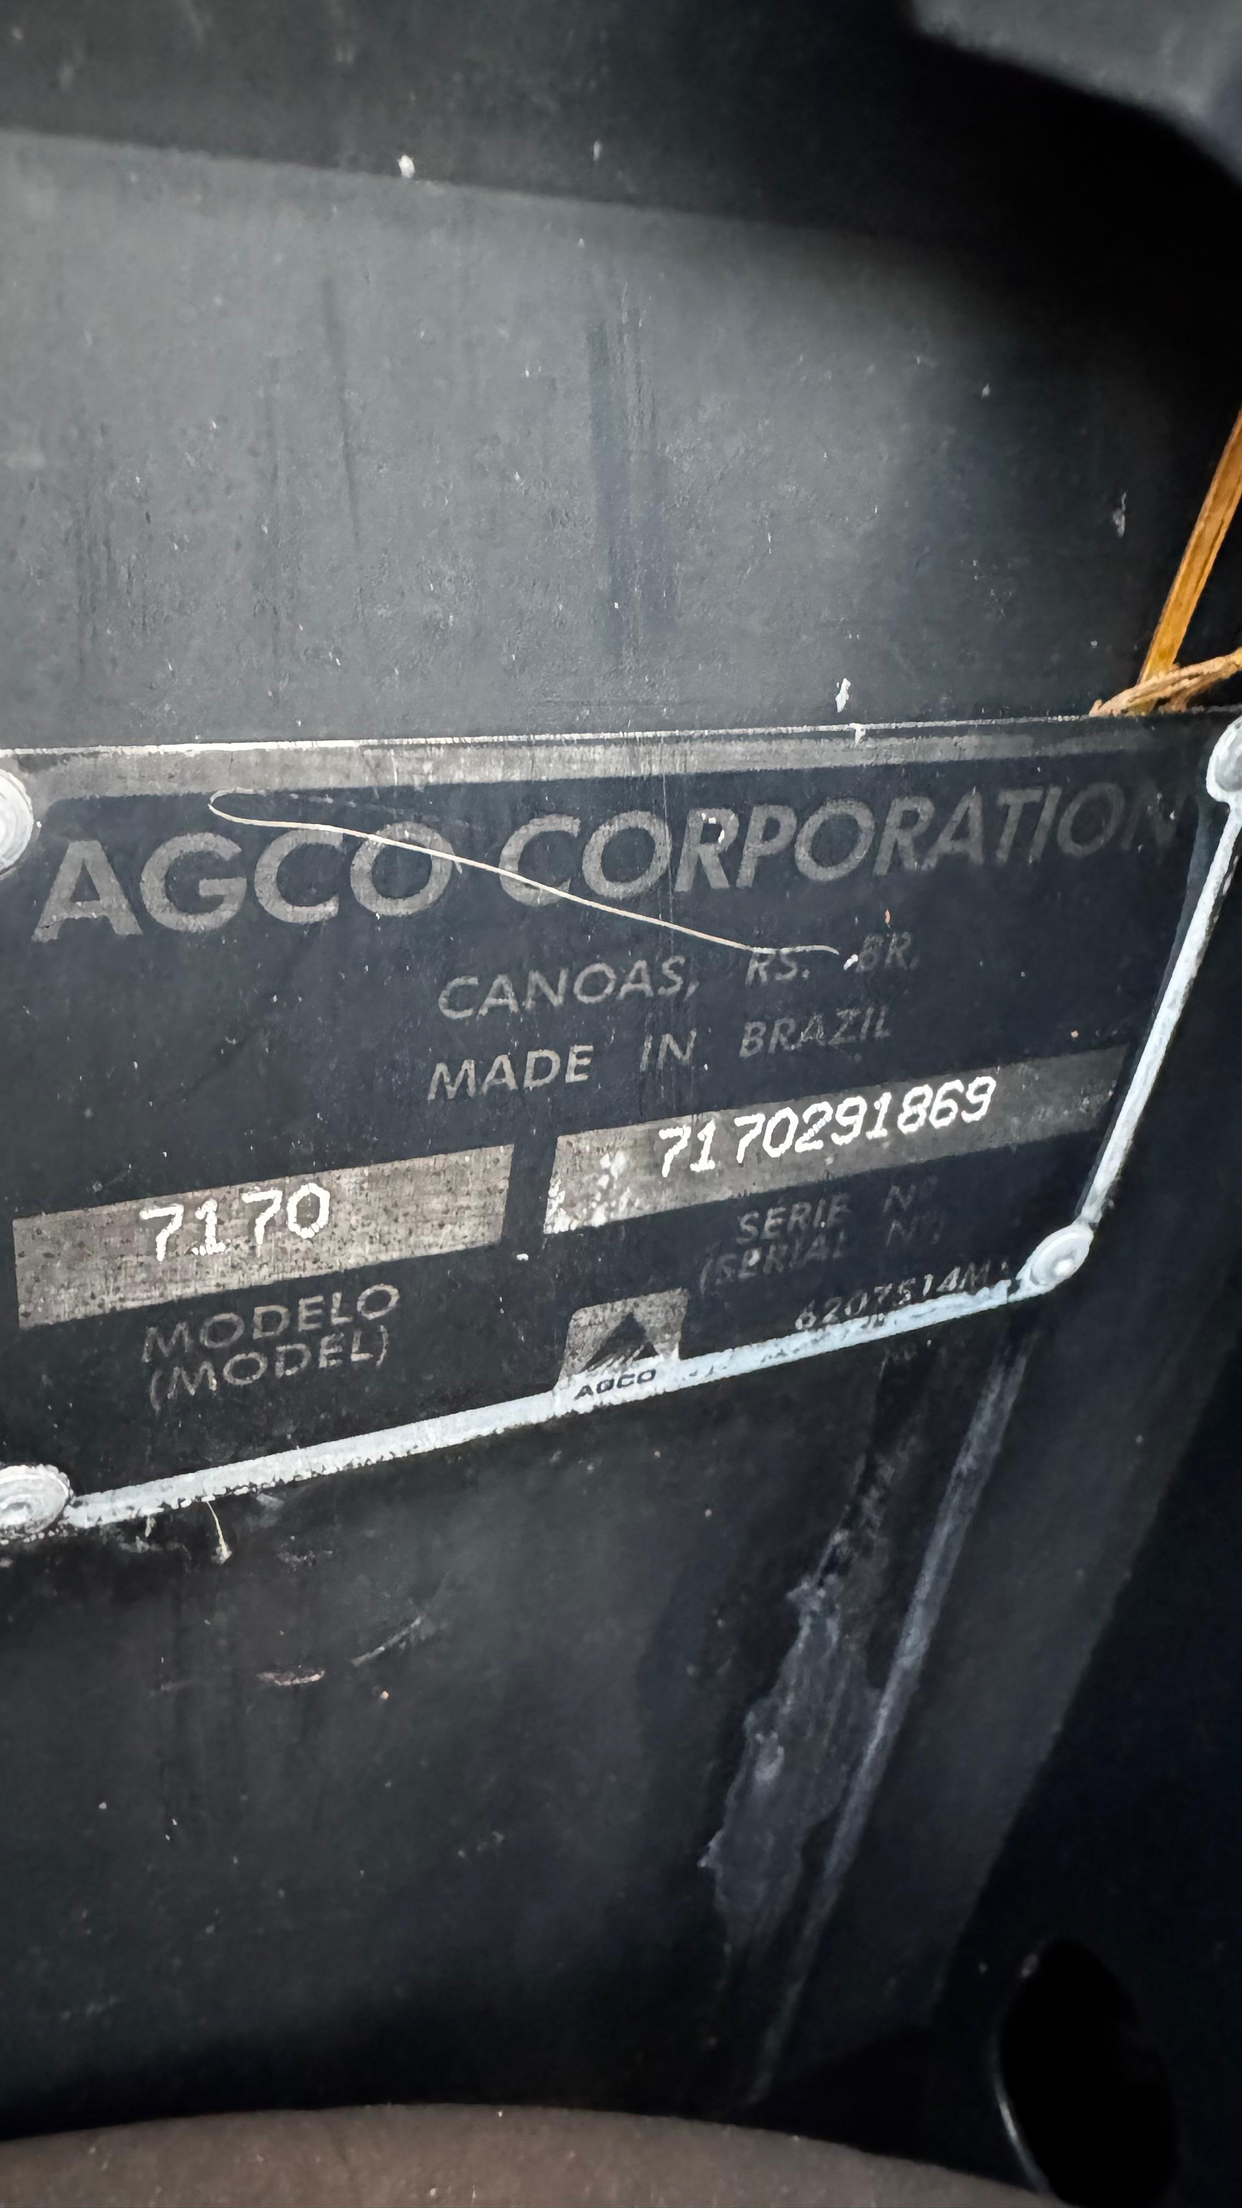 AGCO CORPORATION
CANOAS, RS. BR.
MADE IN BRAZIL
7170
7170291869
MODELO
(MODEL)
SERIE Nº
(SERIAL Nº)
AGCO